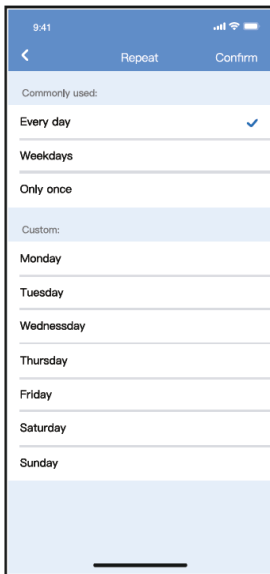 9:41
Repeat Confirm
Commonly used:
Every day
Weekdays
Only once
Custom:
Monday
Tuesday
Wednessday
Thursday
Friday
Saturday
Sunday